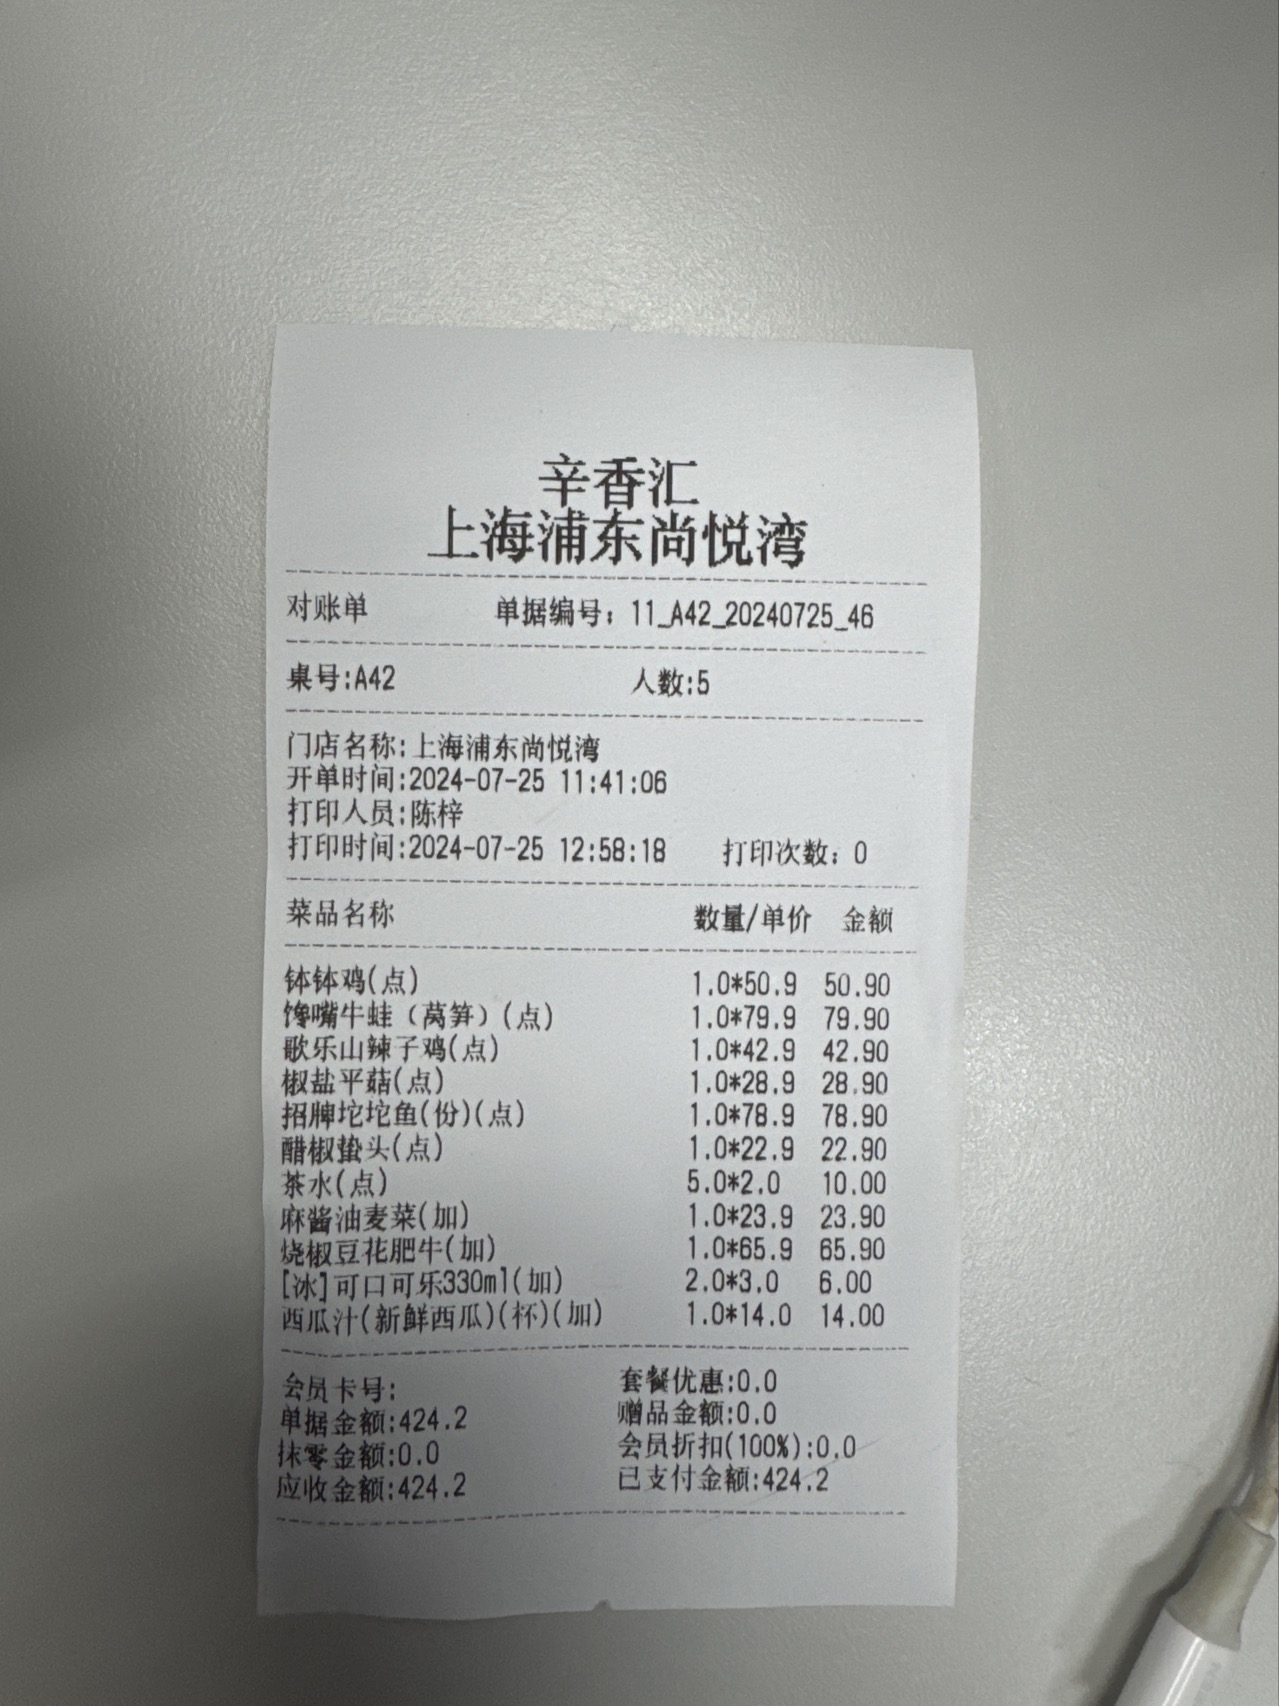 辛香汇
上海浦东尚悦湾
对账单 单据编号：11_A42_20240725_46
桌号:A42 人数:5
门店名称:上海浦东尚悦湾
开单时间:2024-07-25 11:41:06
打印人员:陈梓
打印时间:2024-07-25 12:58:18 打印次数：0
菜品名称 数量/单价 金额
钵钵鸡(点) 1.0*50.9 50.90
馋嘴牛蛙（莴笋）(点) 1.0*79.9 79.90
歌乐山辣子鸡(点) 1.0*42.9 42.90
椒盐平菇(点) 1.0*28.9 28.90
招牌坨坨鱼(份)(点) 1.0*78.9 78.90
醋椒蛰头(点) 1.0*22.9 22.90
茶水(点) 5.0*2.0 10.00
麻酱油麦菜(加) 1.0*23.9 23.90
烧椒豆花肥牛(加) 1.0*65.9 65.90
[冰]可口可乐330ml(加) 2.0*3.0 6.00
西瓜汁(新鲜西瓜)(杯)(加) 1.0*14.0 14.00
会员卡号: 套餐优惠:0.0
单据金额:424.2 赠品金额:0.0
抹零金额:0.0 会员折扣(100%):0.0
应收金额:424.2 已支付金额:424.2